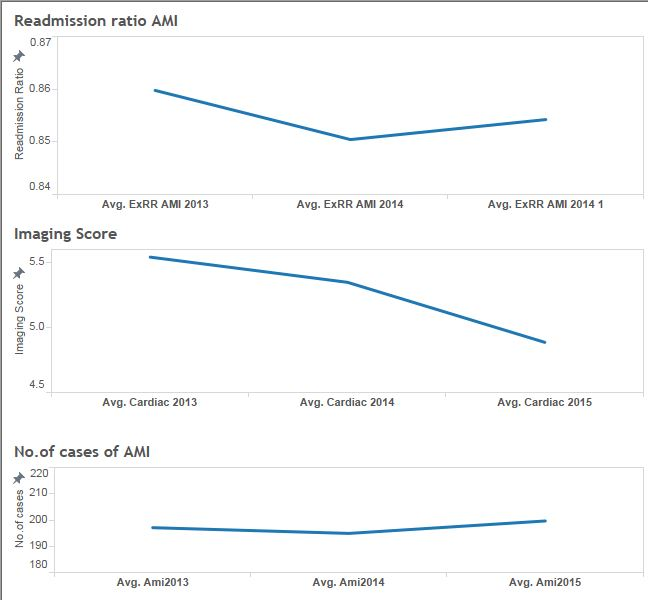 Readmission ratio AMI
0.87
0.86
0.85
0.84
Readmission Ratio
Avg. ExRR AMI 2013
Avg. ExRR AMI 2014
Avg. ExRR AMI 2014 1
Imaging Score
5.5
5.0
4.5
Imaging Score
Avg. Cardiac 2013
Avg. Cardiac 2014
Avg. Cardiac 2015
No.of cases of AMI
220
210
200
190
180
No.of cases
Avg. Ami2013
Avg. Ami2014
Avg. Ami2015